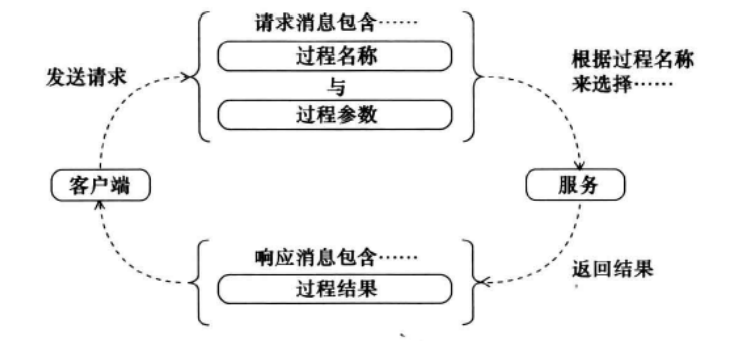 请求消息包含……
过程名称
与
过程参数
发送请求
根据过程名称
来选择……
客户端
服务
响应消息包含……
过程结果
返回结果